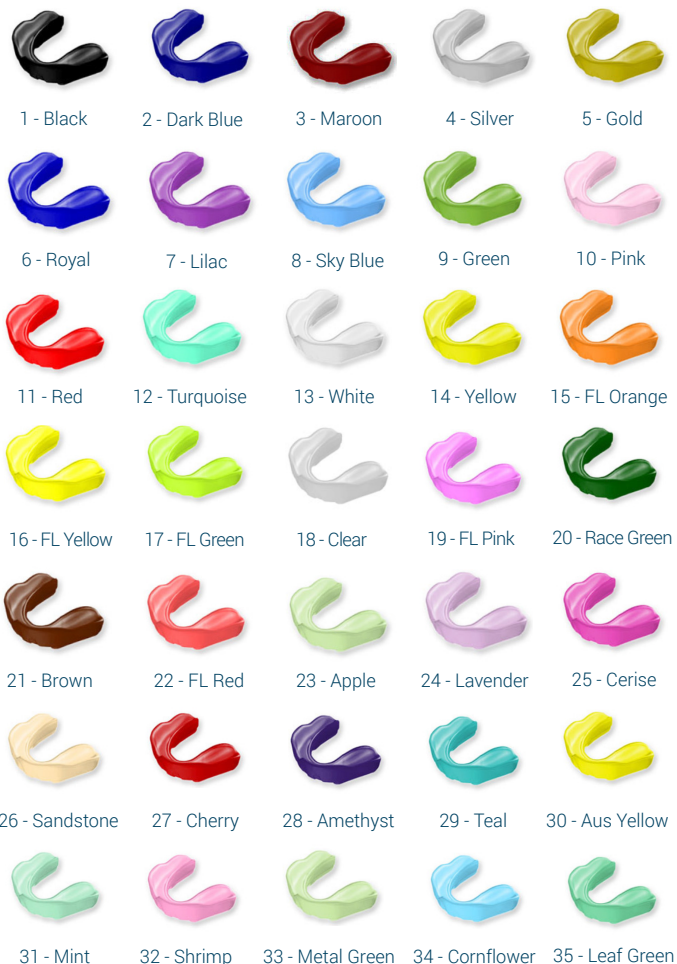 1 - Black
2 - Dark Blue
3 - Maroon
4 - Silver
5 - Gold
6 - Royal
7 - Lilac
8 - Sky Blue
9 - Green
10 - Pink
11 - Red
12 - Turquoise
13 - White
14 - Yellow
15 - FL Orange
16 - FL Yellow
17 - FL Green
18 - Clear
19 - FL Pink
20 - Race Green
21 - Brown
22 - FL Red
23 - Apple
24 - Lavender
25 - Cerise
26 - Sandstone
27 - Cherry
28 - Amethyst
29 - Teal
30 - Aus Yellow
31 - Mint
32 - Shrimp
33 - Metal Green
34 - Cornflower
35 - Leaf Green